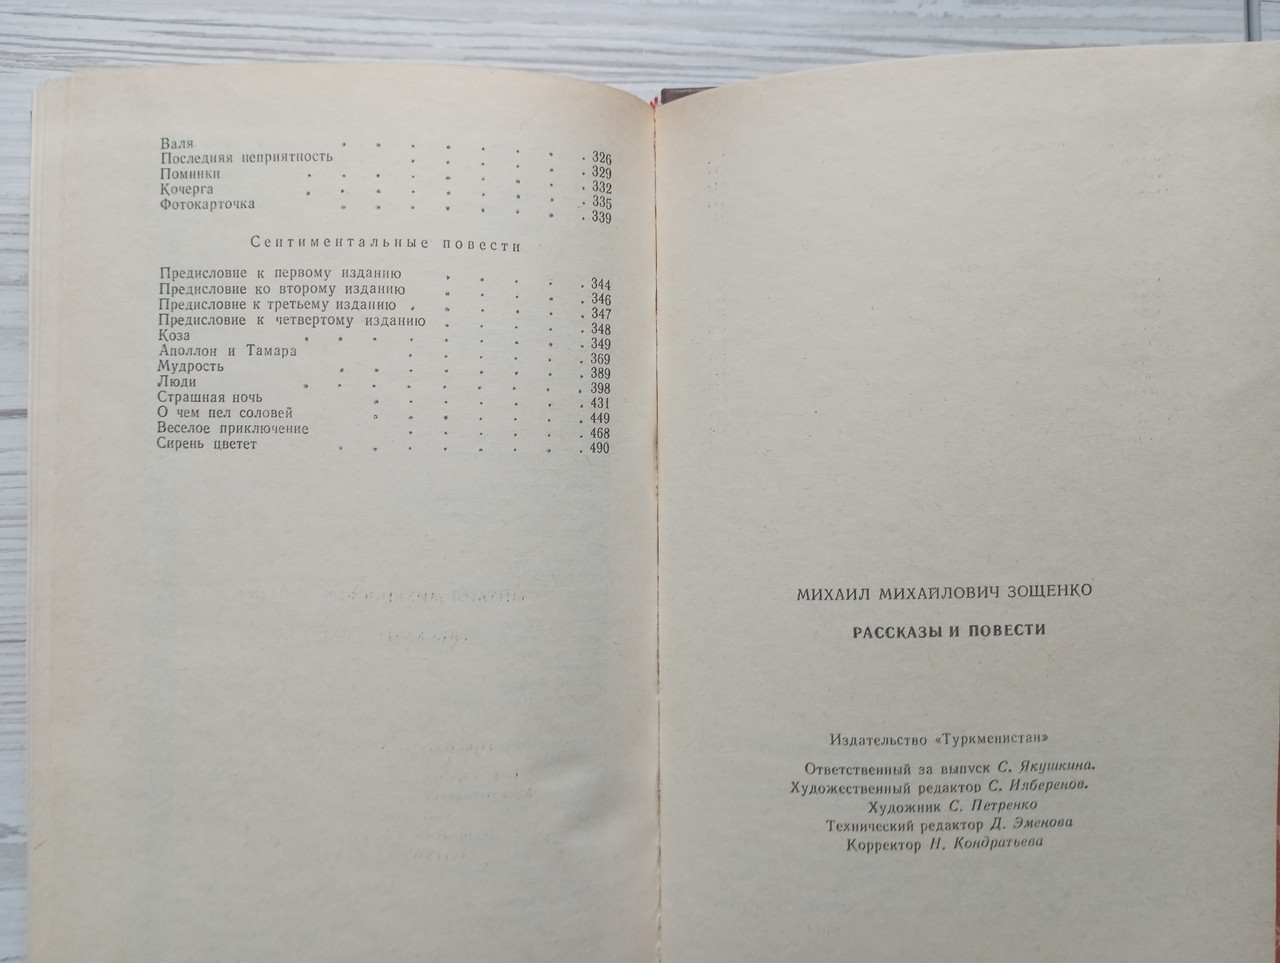 Валя . . . . . . . . 326
Последняя неприятность . . . . . . 329
Поминки . . . . . . . . . 332
Кочерга . . . . . . . . . 335
Фотокарточка . . . . . . . . 339
Сентиментальные повести
Предисловие к первому изданию . . . . . 344
Предисловие ко второму изданию . . . . . 346
Предисловие к третьему изданию . . . . . . 347
Предисловие к четвертому изданию . . . . . 348
Коза . . . . . . . . . 349
Аполлон и Тамара . . . . . . 369
Мудрость . . . . . . . . 389
Люди . . . . . . . . . 398
Страшная ночь . . . . . . . 431
О чем пел соловей . . . . . . . 449
Веселое приключение . . . . . . 468
Сирень цветет . . . . . . . . 490
МИХАИЛ МИХАЙЛОВИЧ ЗОЩЕНКО
РАССКАЗЫ И ПОВЕСТИ
Издательство «Туркменистан»
Ответственный за выпуск С. Якушкина.
Художественный редактор С. Ияберенов.
Художник С. Петренко
Технический редактор Д. Эменова
Корректор Н. Кондратьева